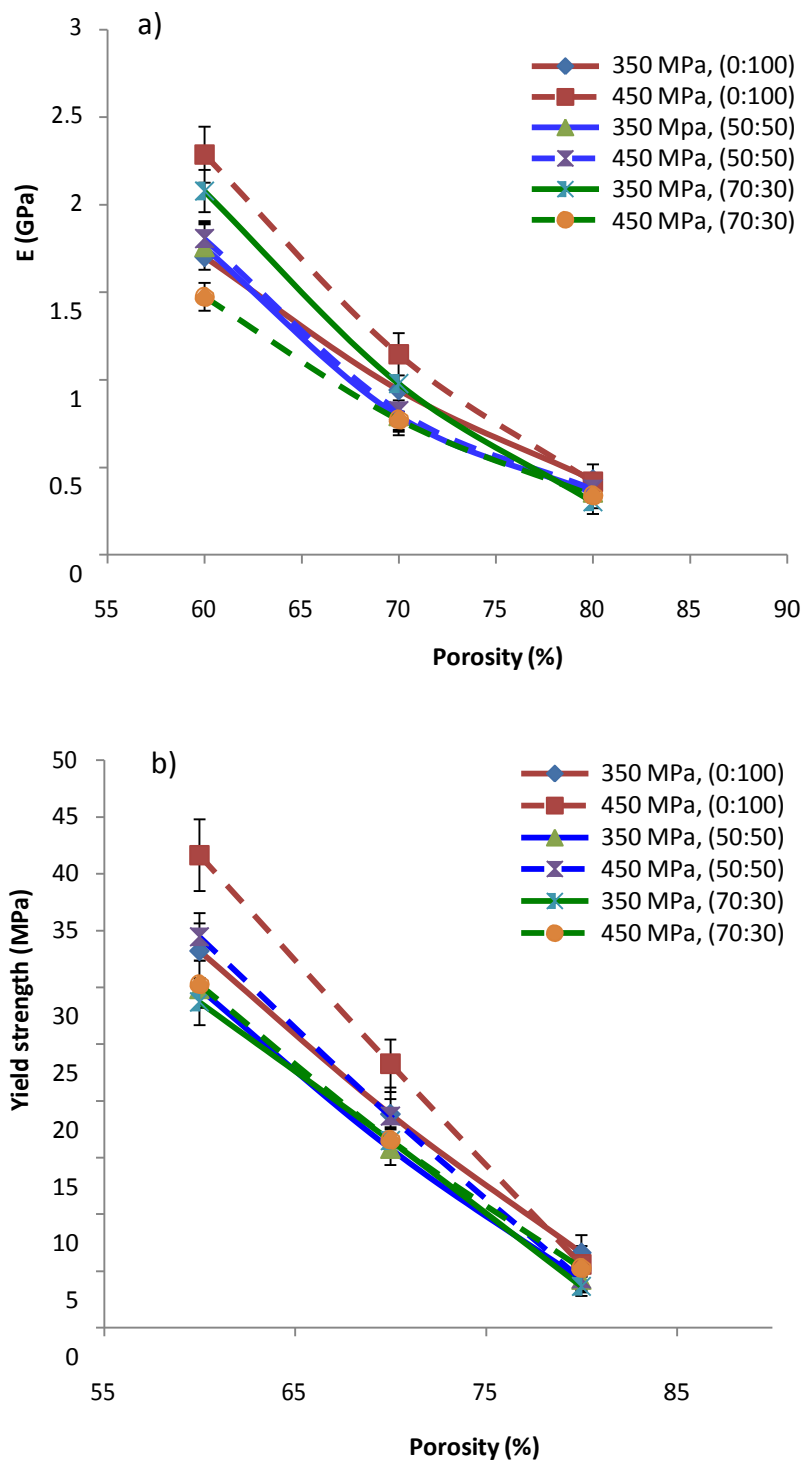 a)
3
2.5
2
1.5
1
0.5
0
E (GPa)
350 MPa, (0:100)
450 MPa, (0:100)
350 Mpa, (50:50)
450 MPa, (50:50)
350 MPa, (70:30)
450 MPa, (70:30)
55 60 65 70 75 80 85 90
Porosity (%)
b)
50
45
40
35
30
25
20
15
10
5
0
Yield strength (MPa)
350 MPa, (0:100)
450 MPa, (0:100)
350 MPa, (50:50)
450 MPa, (50:50)
350 MPa, (70:30)
450 MPa, (70:30)
55 65 75 85
Porosity (%)